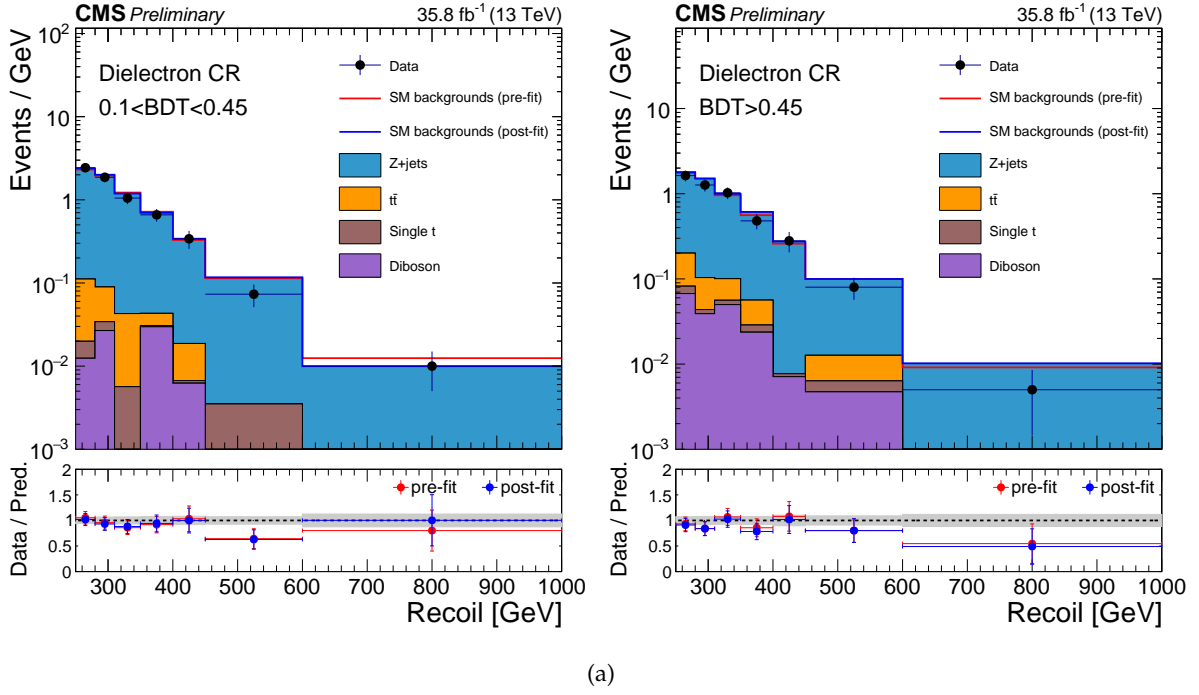 CMS Preliminary 35.8 fb⁻¹ (13 TeV)
Events / GeV
10²
10
1
10⁻¹
10⁻²
10⁻³
Dielectron CR
0.1<BDT<0.45
Data
SM backgrounds (pre-fit)
SM backgrounds (post-fit)
Z+jets
tt̄
Single t
Diboson
Data / Pred.
2
1.5
1
0.5
0
pre-fit post-fit
300 400 500 600 700 800 900 1000
Recoil [GeV]
CMS Preliminary 35.8 fb⁻¹ (13 TeV)
Events / GeV
10
1
10⁻¹
10⁻²
10⁻³
Dielectron CR
BDT>0.45
Data
SM backgrounds (pre-fit)
SM backgrounds (post-fit)
Z+jets
tt̄
Single t
Diboson
Data / Pred.
2
1.5
1
0.5
0
pre-fit post-fit
300 400 500 600 700 800 900 1000
Recoil [GeV]
(a)